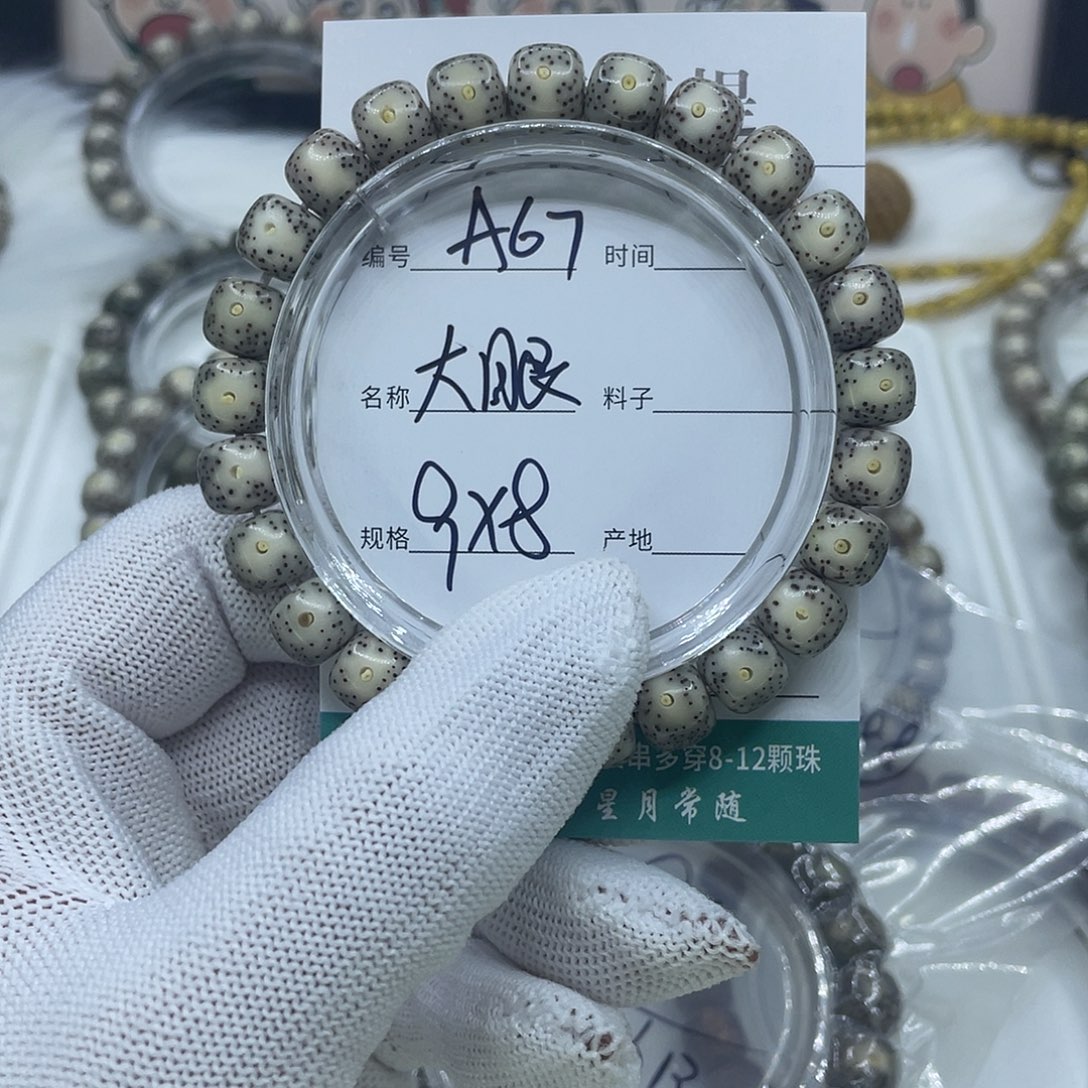 编号 A67 时间
名称 大眼 料子
规格 9X8 产地
串多穿8-12颗珠
星月常随